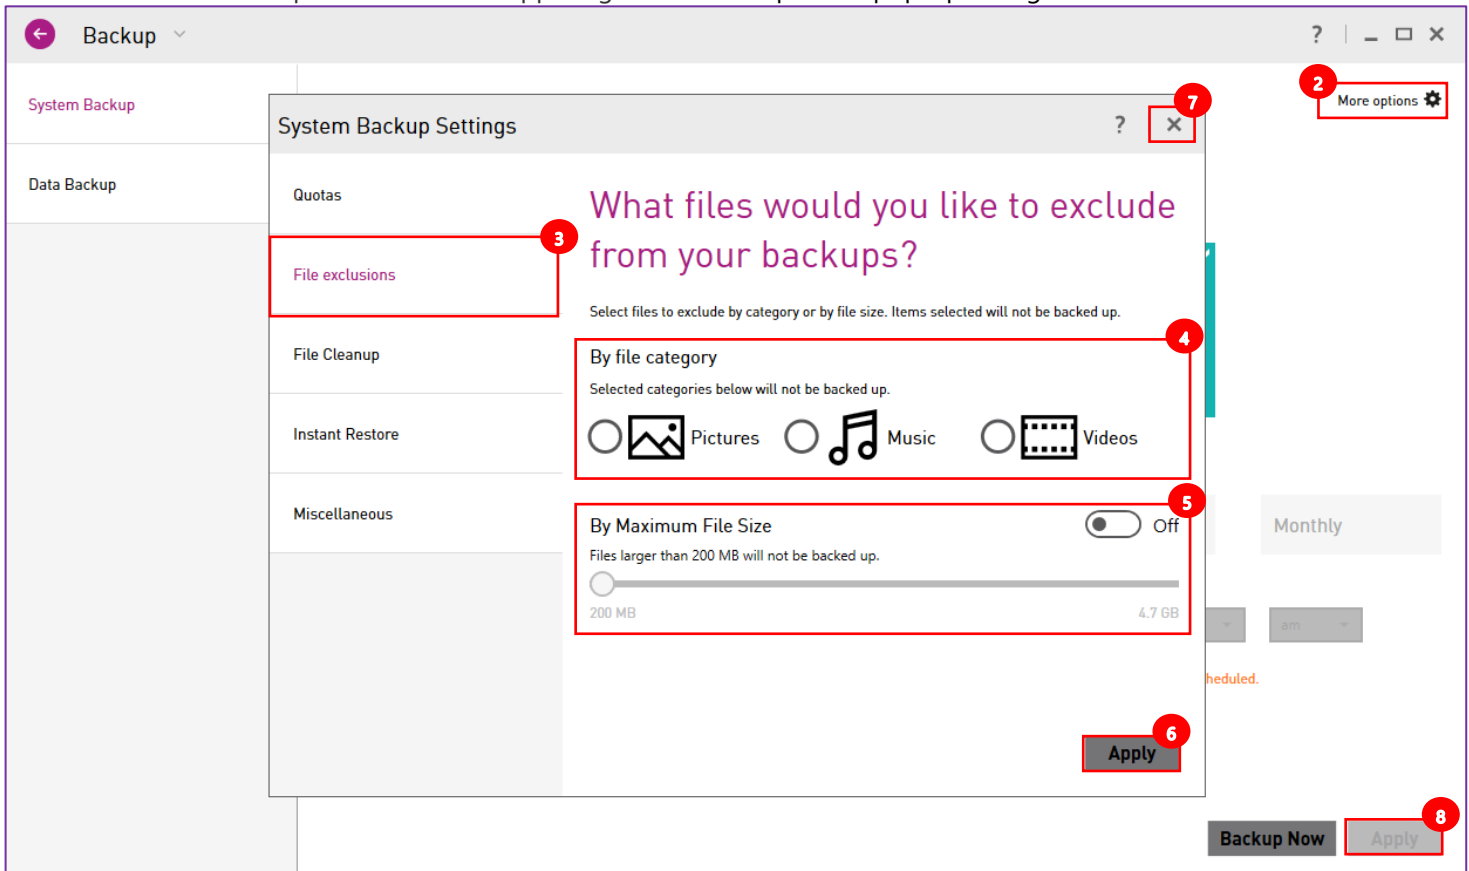 Backup
?
System Backup
2
More options
7
System Backup Settings
?
Data Backup
Quotas
What files would you like to exclude
from your backups?
3
File exclusions
Select files to exclude by category or by file size. Items selected will not be backed up.
4
File Cleanup
By file category
Selected categories below will not be backed up.
Instant Restore
Pictures
Music
Videos
5
Miscellaneous
By Maximum File Size
Off
Monthly
Files larger than 200 MB will not be backed up.
200 MB
4.7 GB
am
heduled.
6
Apply
8
Backup Now
Apply